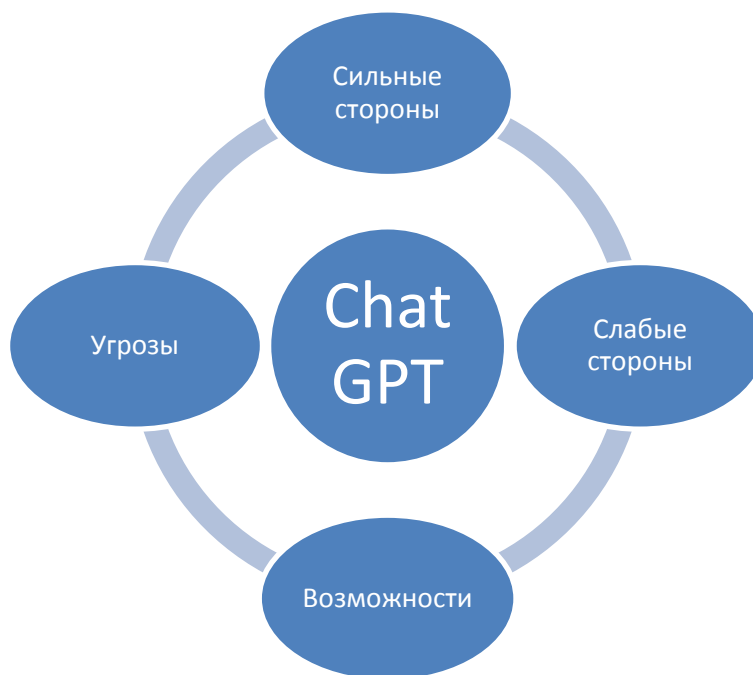 Сильные
стороны
Chat
GPT
Угрозы
Слабые
стороны
Возможности